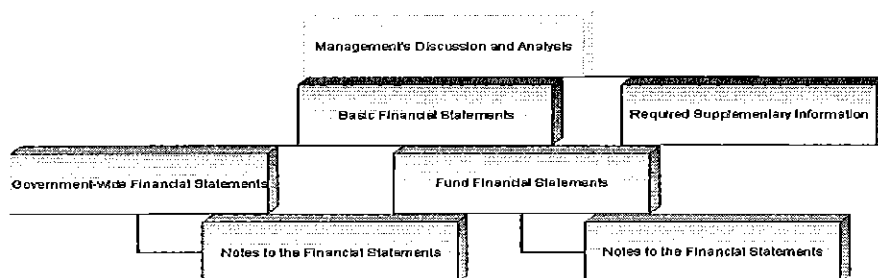 Management's Discussion and Analysis
Basic Financial Statements
Required Supplementary Information
Government-wide Financial Statements
Fund Financial Statements
Notes to the Financial Statements
Notes to the Financial Statements